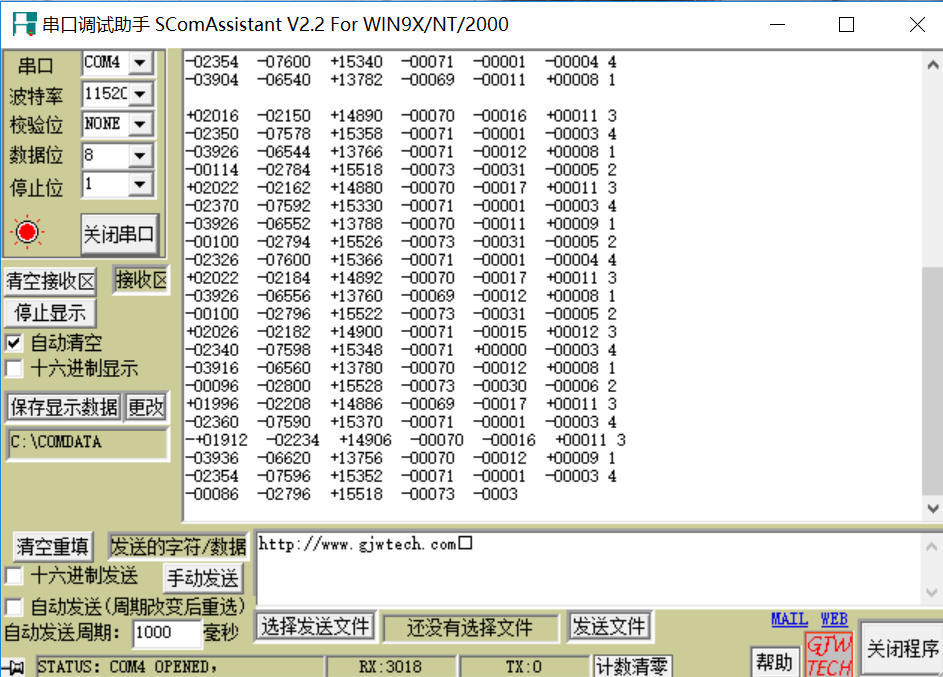 串口调试助手 SComAssistant V2.2 For WIN9X/NT/2000
串口 COM4
波特率 11520
校验位 NONE
数据位 8
停止位 1
关闭串口
清空接收区 接收区
停止显示
自动清空
十六进制显示
保存显示数据 更改
C:\COMDATA
-02354 -07600 +15340 -00071 -00001 -00004 4
-03904 -06540 +13782 -00069 -00011 +00008 1
+02016 -02150 +14890 -00070 -00016 +00011 3
-02350 -07578 +15358 -00071 -00001 -00003 4
-03926 -06544 +13766 -00071 -00012 +00008 1
-00114 -02784 +15518 -00073 -00031 -00005 2
+02022 -02162 +14880 -00070 -00017 +00011 3
-02370 -07592 +15330 -00071 -00001 -00003 4
-03926 -06552 +13788 -00070 -00011 +00009 1
-00100 -02794 +15526 -00073 -00031 -00005 2
-02326 -07600 +15366 -00071 -00001 -00004 4
+02022 -02184 +14892 -00070 -00017 +00011 3
-03926 -06556 +13760 -00069 -00012 +00008 1
-00100 -02796 +15522 -00073 -00031 -00005 2
+02026 -02182 +14900 -00071 -00015 +00012 3
-02340 -07598 +15348 -00071 +00000 -00003 4
-03916 -06560 +13780 -00070 -00012 +00008 1
-00096 -02800 +15528 -00073 -00030 -00006 2
+01996 -02208 +14886 -00069 -00017 +00011 3
-02360 -07590 +15370 -00071 -00001 -00003 4
-+01912 -02234 +14906 -00070 -00016 +00011 3
-03936 -06620 +13756 -00070 -00012 +00009 1
-02354 -07596 +15352 -00071 -00001 -00003 4
-00086 -02796 +15518 -00073 -0003
清空重填 发送的字符/数据 http://www.gjwtech.com
十六进制发送 手动发送
自动发送(周期改变后重选)
自动发送周期: 1000 毫秒 选择发送文件 还没有选择文件 发送文件 MAIL WEB
STATUS: COM4 OPENED, RX:3018 TX:0 计数清零 帮助 GJW TECH 关闭程序